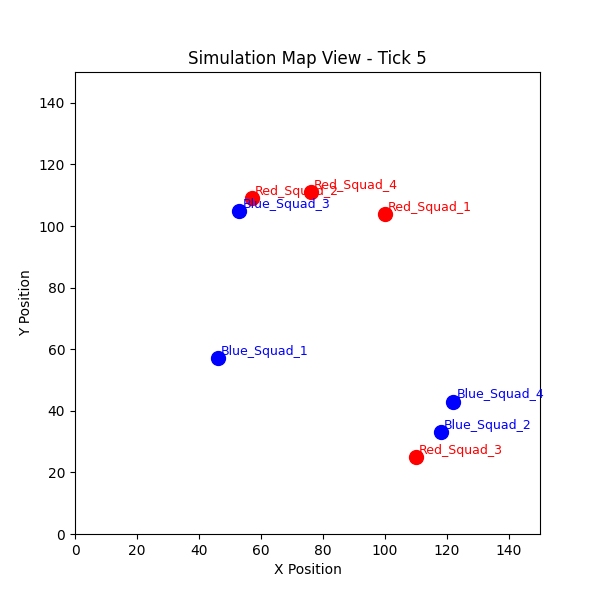 Simulation Map View - Tick 5
140
120
100
80
60
40
20
0
Y Position
Red_Squad_4
Red_Squad_2
Blue_Squad_3
Red_Squad_1
Blue_Squad_1
Blue_Squad_4
Blue_Squad_2
Red_Squad_3
0 20 40 60 80 100 120 140
X Position